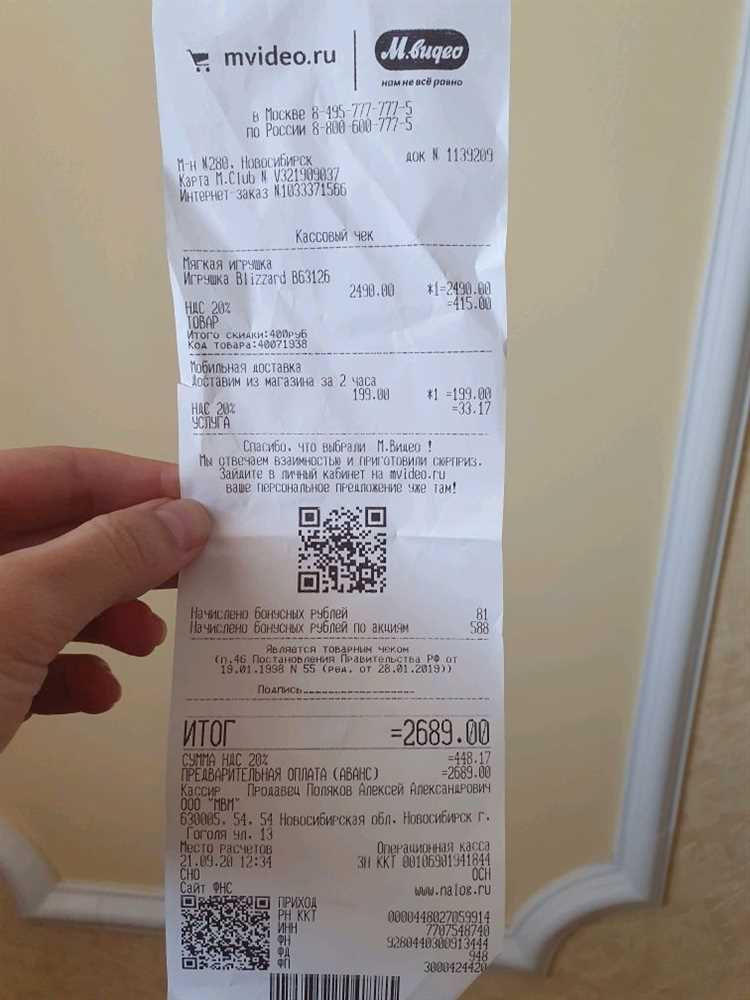 mvideo.ru
М.видео
нам не всё равно
в Москве 8-495-777-777-5
по России 8-800-600-777-5
М-н №280, Новосибирск док № 1139209
Карта M.Club N V321909037
Интернет-заказ №1033371566
Кассовый чек
Мягкая игрушка
Игрушка Blizzard B63126
2490.00 *1=2490.00
НДС 20% =415.00
ТОВАР
Итого скидки:400руб
Код товара:40071938
Мобильная доставка
Доставим из магазина за 2 часа
199.00 *1 =199.00
НДС 20% =33.17
УСЛУГА
Спасибо, что выбрали М.Видео !
Мы отвечаем взаимностью и приготовили сюрприз.
Зайдите в личный кабинет на mvideo.ru
ваше персональное предложение уже там!
Начислено бонусных рублей 81
Начислено бонусных рублей по акциям 588
Является товарным чеком
(п.46 Постановления Правительства РФ от
19.01.1998 N 55 (ред. от 28.01.2019))
Подпись
ИТОГ =2689.00
СУММА НДС 20% =448.17
ПРЕДВАРИТЕЛЬНАЯ ОПЛАТА (АВАНС) =2689.00
Кассир Продавец Поляков Алексей Александрович
ООО "МВМ"
630005, 54, 54 Новосибирская обл, Новосибирск г,
Гоголя ул, 13
Место расчетов Операционная касса
21.09.20 12:34 ЗН ККТ 00106901941844
СНО ОСН
Сайт ФНС www.nalog.ru
ПРИХОД
РН ККТ 0000448027059914
ИНН 7707548740
ФН 9280440300913444
ФД 948
ФП 3000424420